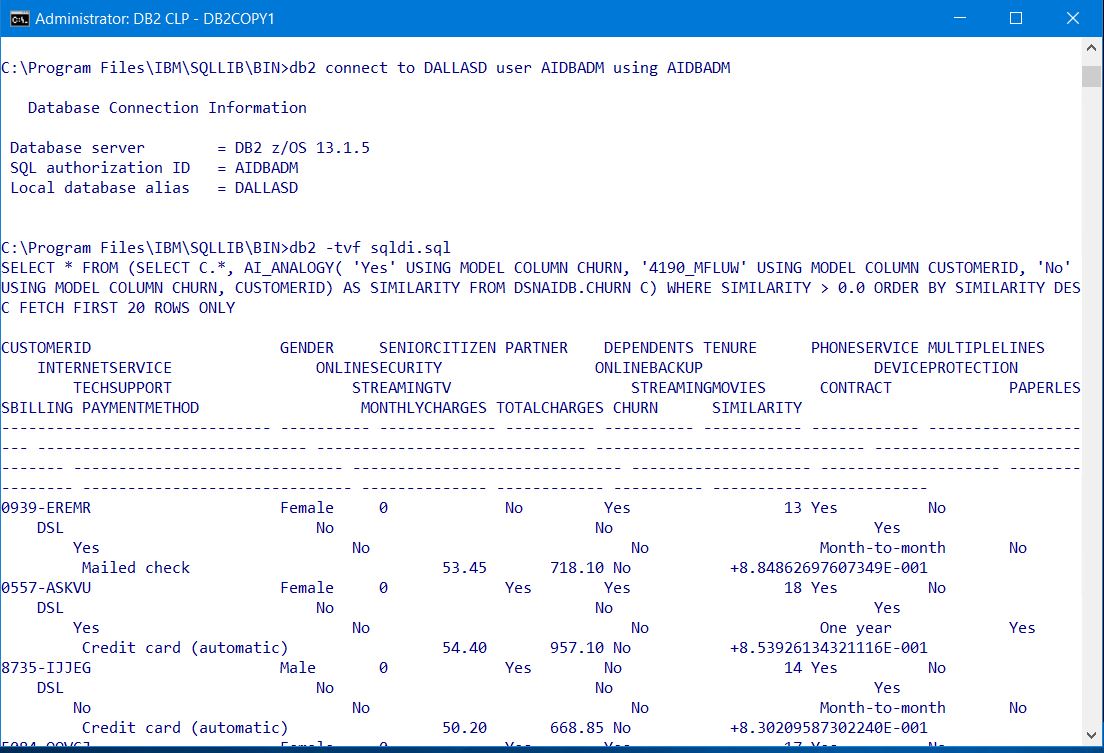 Administrator: DB2 CLP - DB2COPY1
C:\Program Files\IBM\SQLLIB\BIN>db2 connect to DALLASD user AIDBADM using AIDBADM
Database Connection Information
Database server = DB2 z/OS 13.1.5
SQL authorization ID = AIDBADM
Local database alias = DALLASD
C:\Program Files\IBM\SQLLIB\BIN>db2 -tvf sqldi.sql
SELECT * FROM (SELECT C.*, AI_ANALOGY( 'Yes' USING MODEL COLUMN CHURN, '4190_MFLUW' USING MODEL COLUMN CUSTOMERID, 'No'
USING MODEL COLUMN CHURN, CUSTOMERID) AS SIMILARITY FROM DSNAIDB.CHURN C) WHERE SIMILARITY > 0.0 ORDER BY SIMILARITY DES
C FETCH FIRST 20 ROWS ONLY
CUSTOMERID GENDER SENIORCITIZEN PARTNER DEPENDENTS TENURE PHONESERVICE MULTIPLELINES
INTERNETSERVICE ONLINESECURITY ONLINEBACKUP DEVICEPROTECTION
TECHSUPPORT STREAMINGTV STREAMINGMOVIES CONTRACT PAPERLES
SBILLING PAYMENTMETHOD MONTHLYCHARGES TOTALCHARGES CHURN SIMILARITY
------------------------------ ---------- ------------- ---------- ---------- ----------- ------------ -----------------
--- ------------------------------ ------------------------------ ------------------------------ -----------------------
------- ------------------------------ ------------------------------ -------------------- --------
-------- ------------------------------ -------------- ------------ ---------- ------------------------
0939-EREMR Female 0 No Yes 13 Yes No
DSL No No Yes
Yes No No Month-to-month No
Mailed check 53.45 718.10 No +8.84862697607349E-001
0557-ASKVU Female 0 Yes Yes 18 Yes No
DSL No No Yes
Yes No No One year Yes
Credit card (automatic) 54.40 957.10 No +8.53926134321116E-001
8735-IJJEG Male 0 Yes No 14 Yes No
DSL No No Yes
No No No Month-to-month No
Credit card (automatic) 50.20 668.85 No +8.30209587302240E-001
Female 0 Yes Yes 17 Yes No